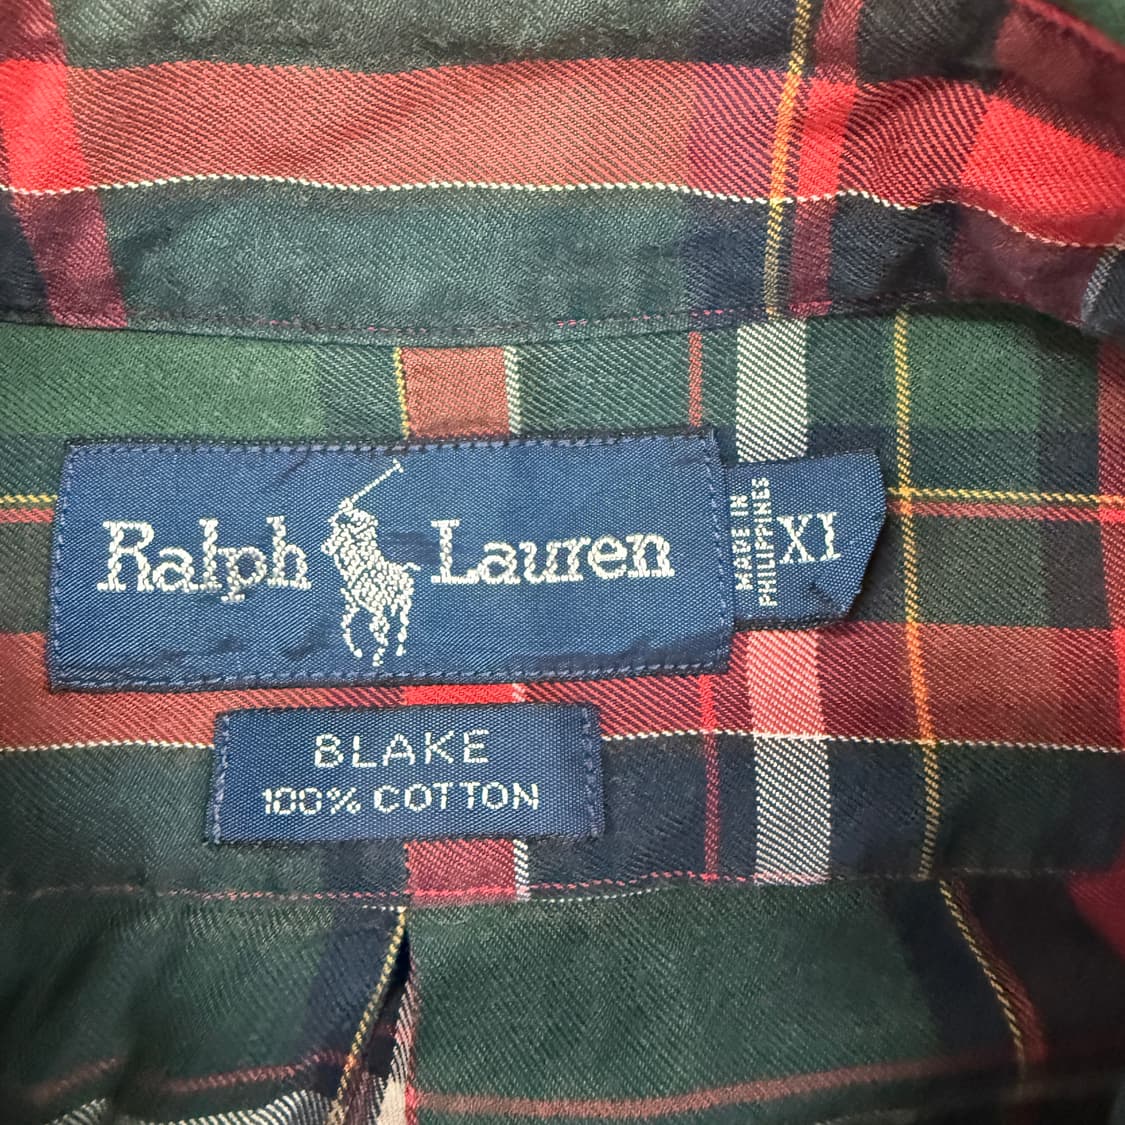 Ralph Lauren
MADE IN
PHILIPPINES
XL
BLAKE
100% COTTON